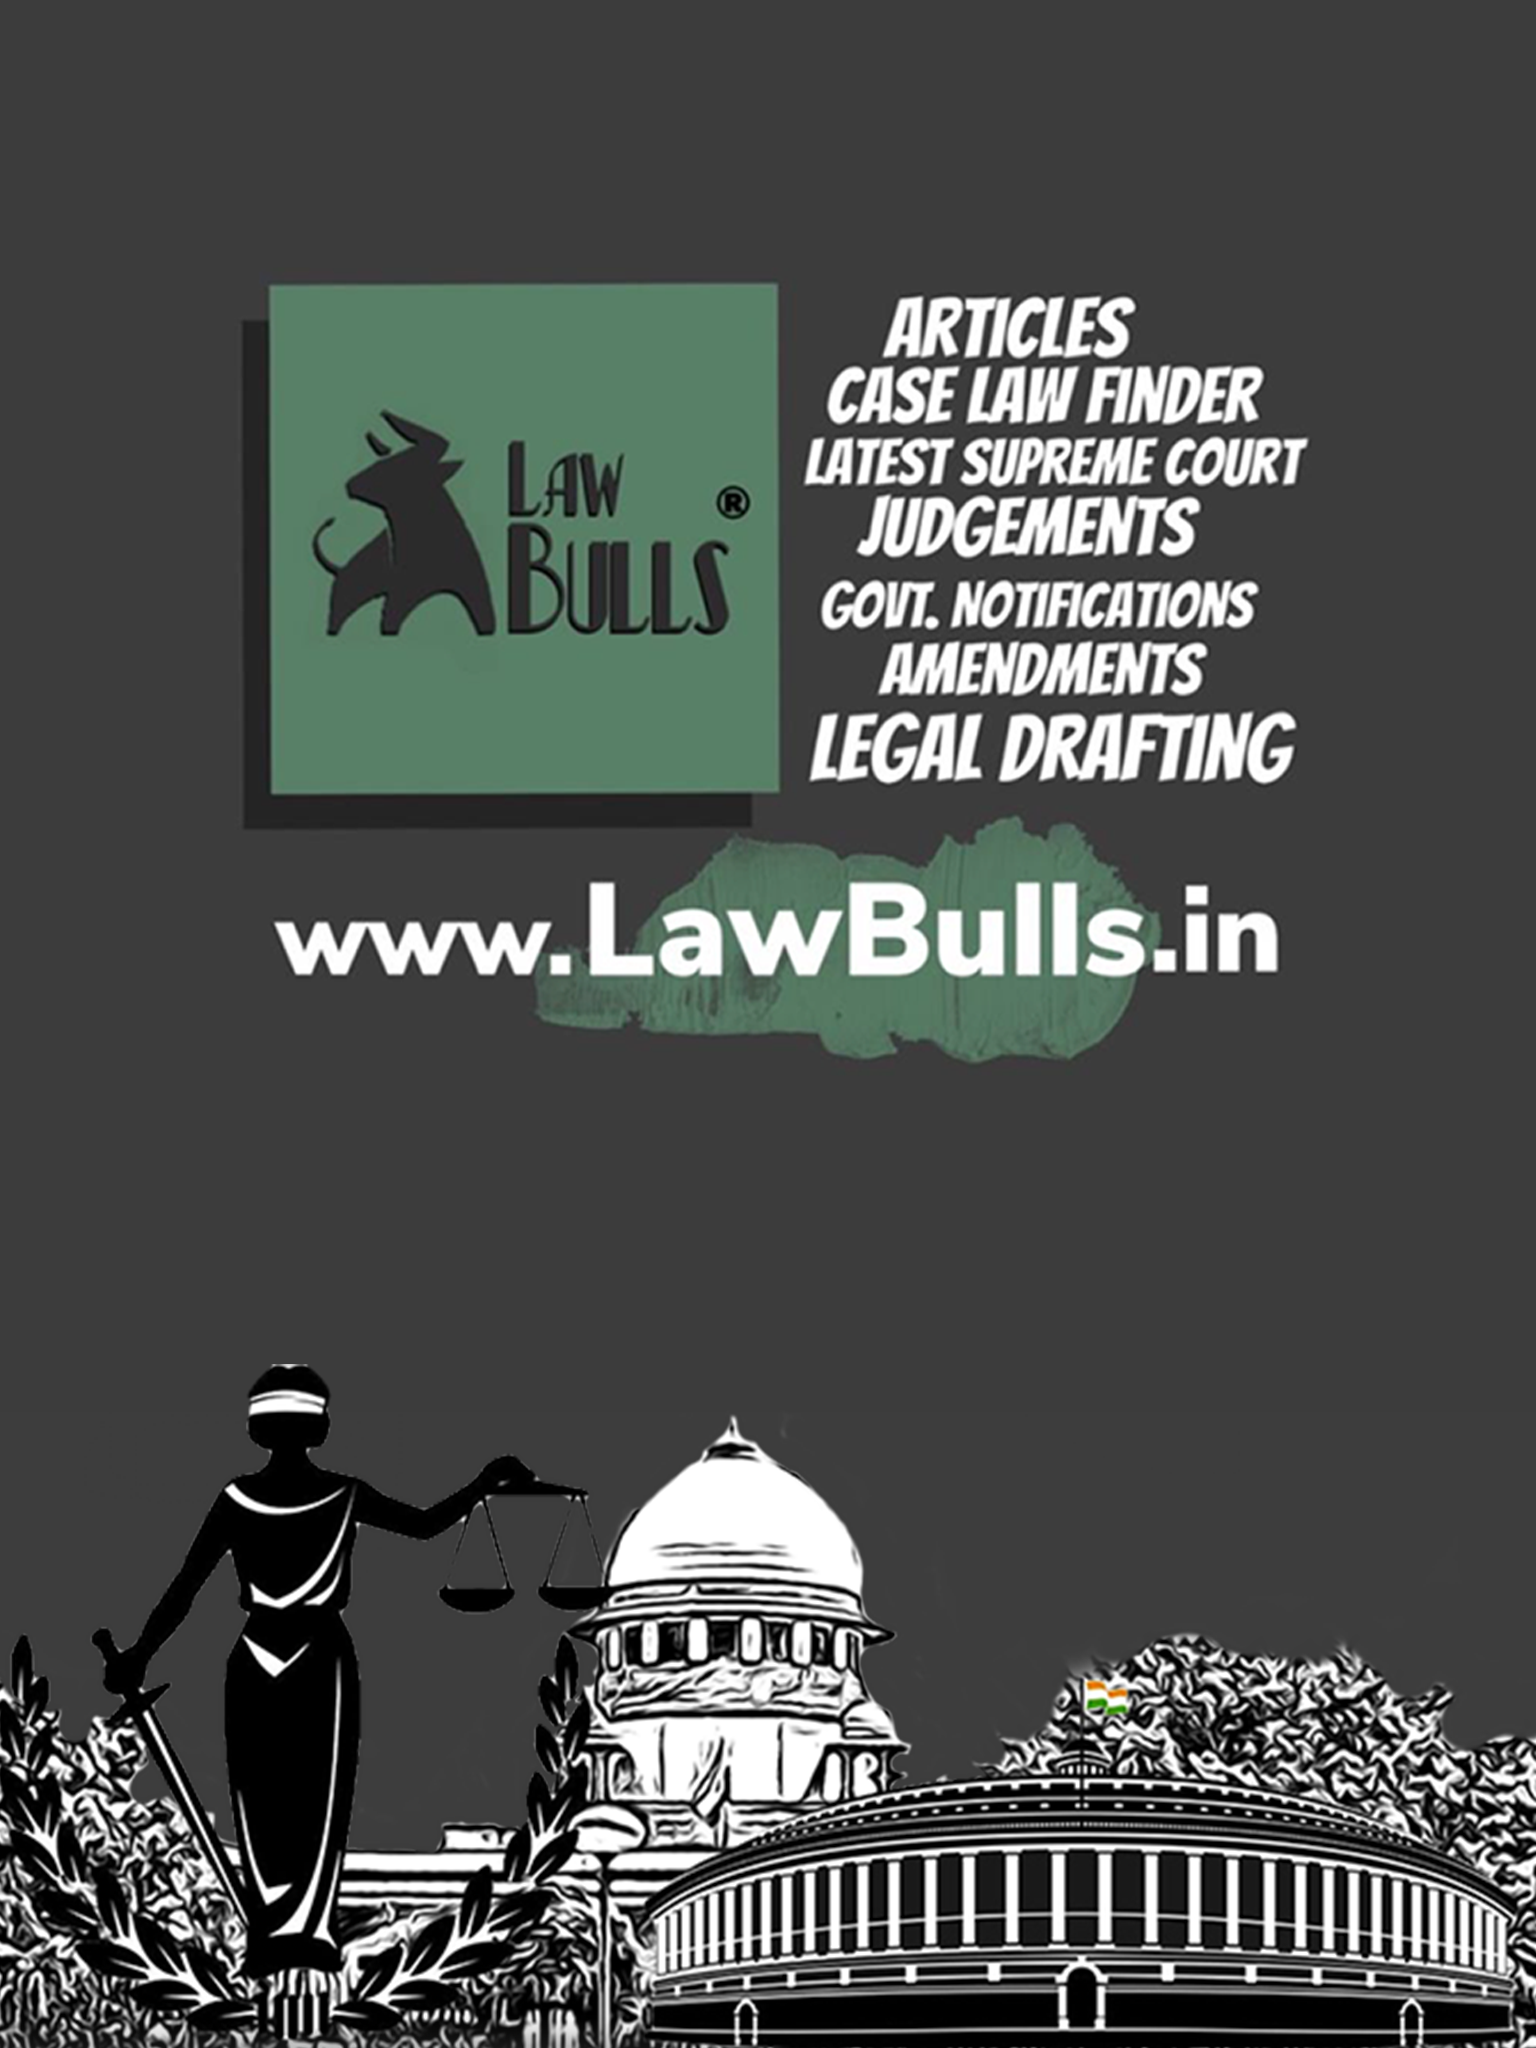 LAW
BULLS
®
ARTICLES
CASE LAW FINDER
LATEST SUPREME COURT
JUDGEMENTS
GOVT. NOTIFICATIONS
AMENDMENTS
LEGAL DRAFTING
www.LawBulls.in